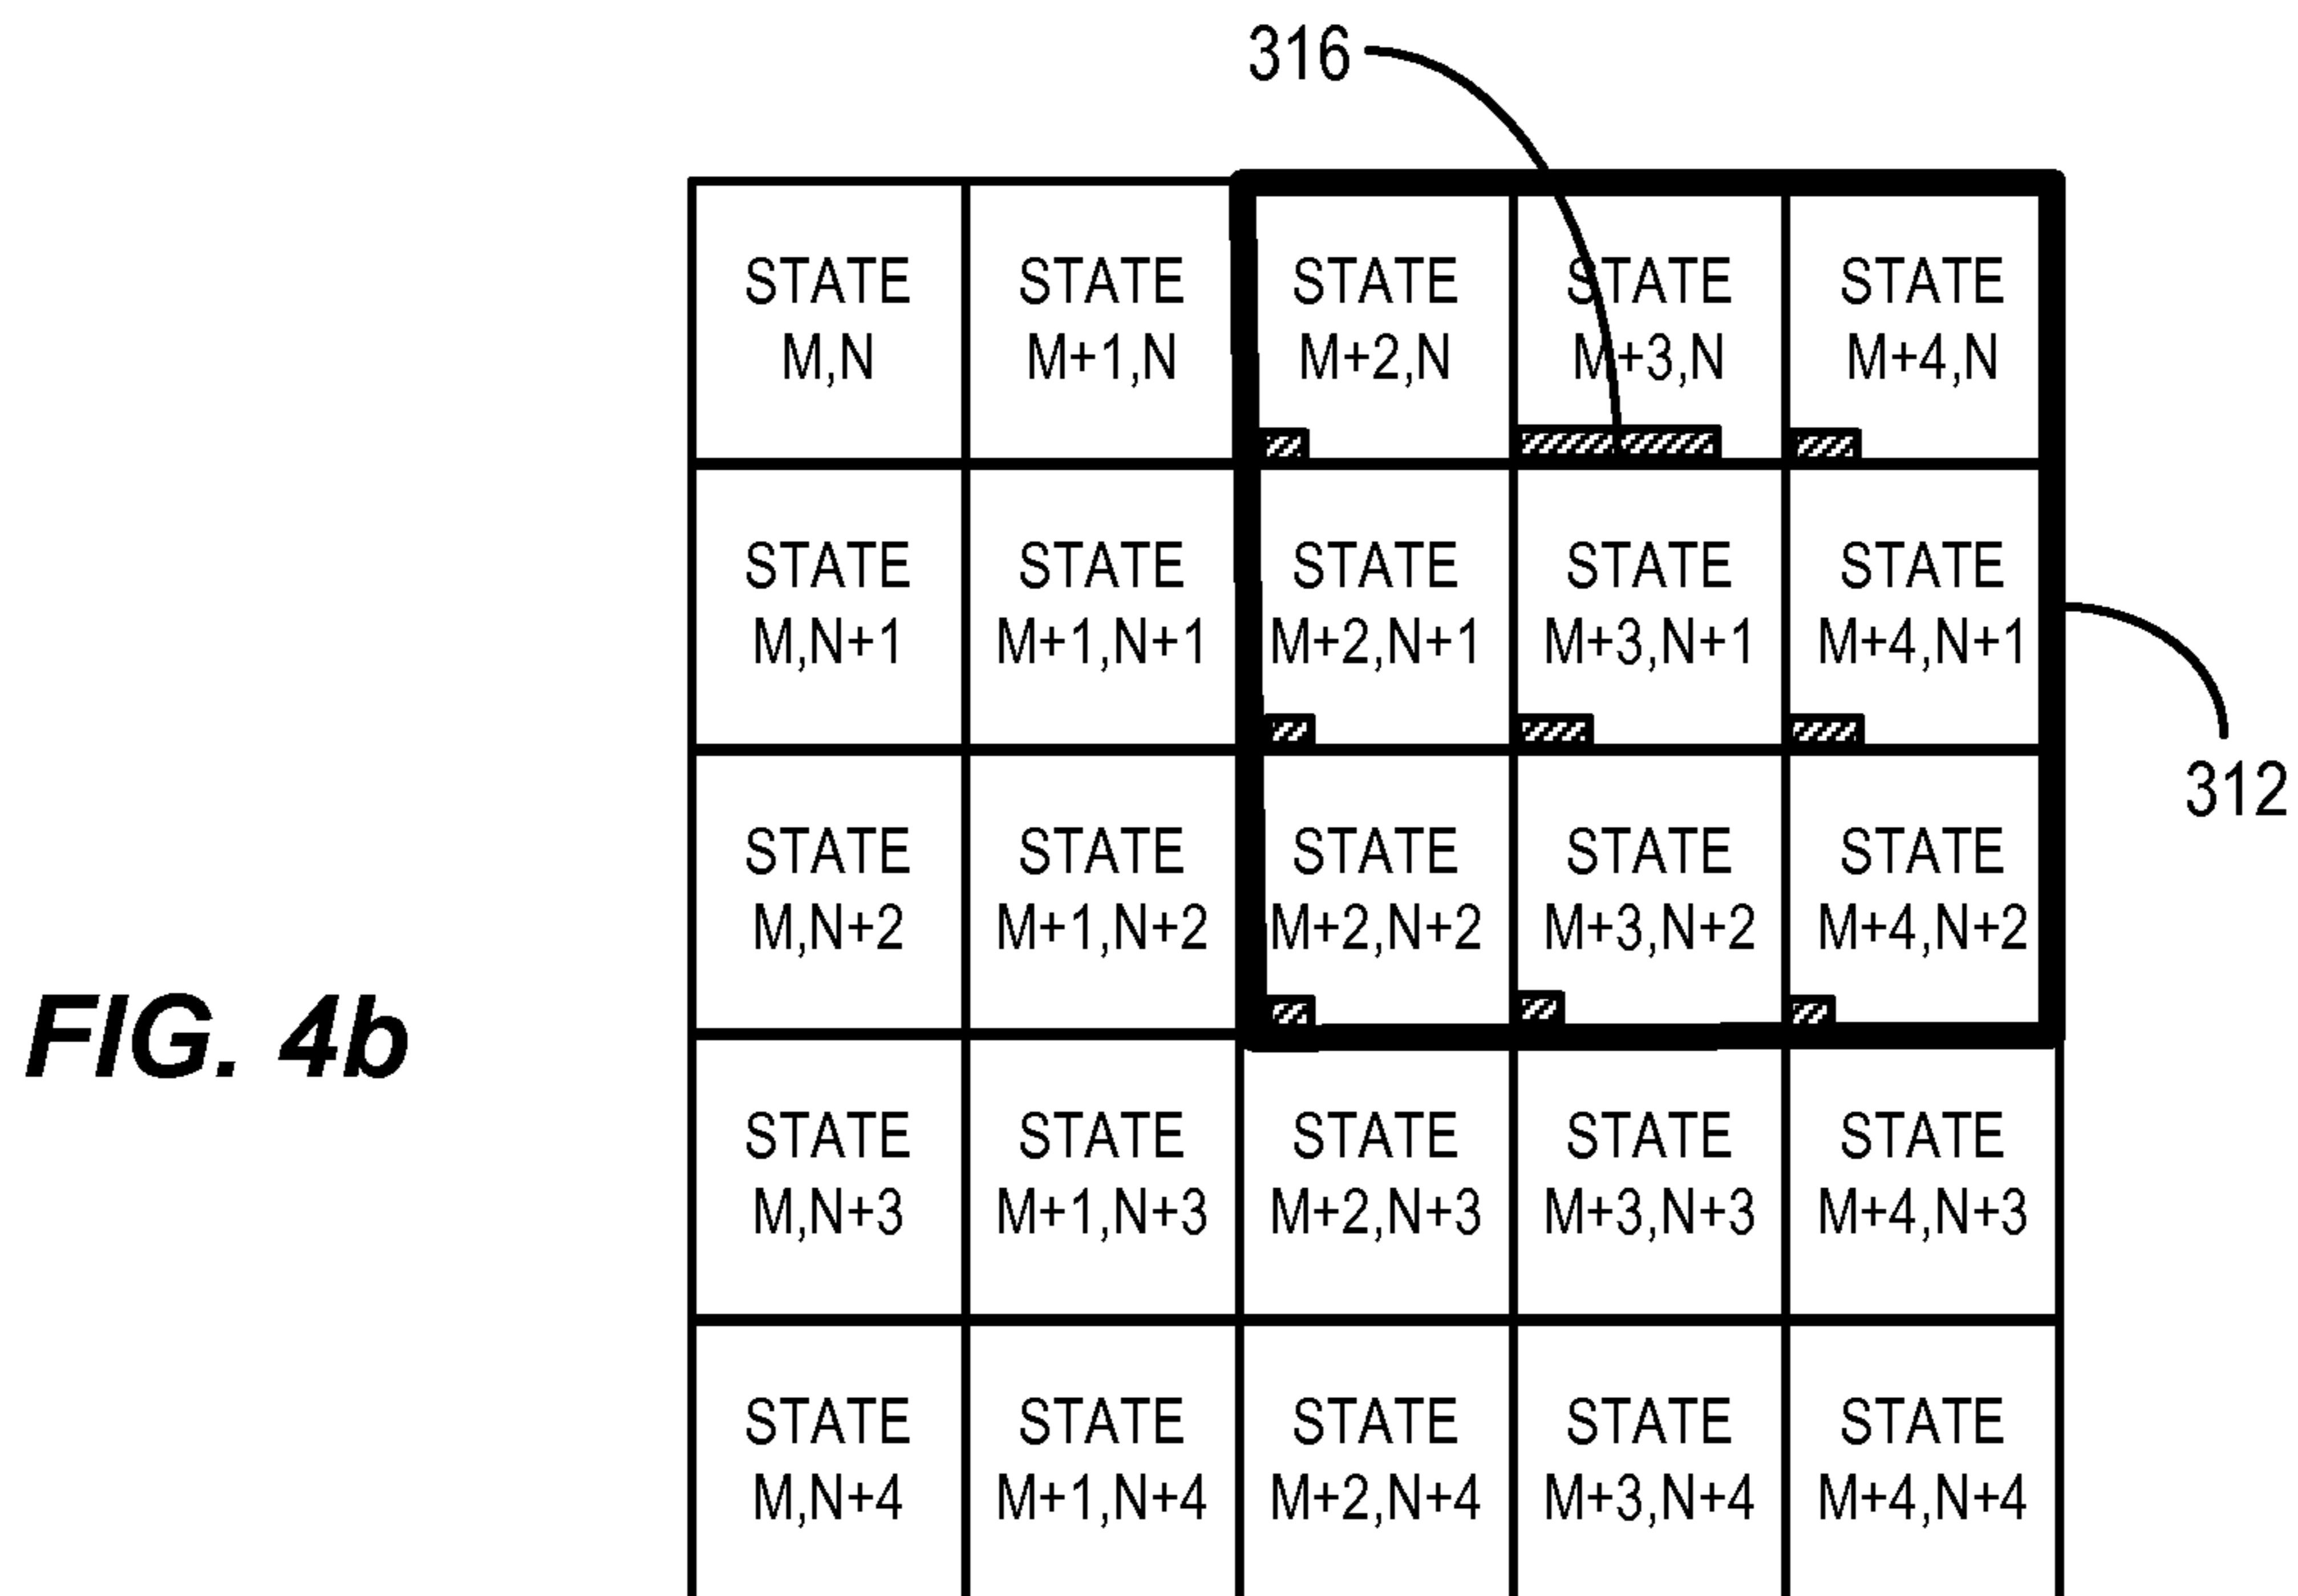 316
STATE STATE STATE STATE STATE
M,N M+1,N M+2,N M+3,N M+4,N
STATE STATE STATE STATE STATE
M,N+1 M+1,N+1 M+2,N+1 M+3,N+1 M+4,N+1
312
STATE STATE STATE STATE STATE
M,N+2 M+1,N+2 M+2,N+2 M+3,N+2 M+4,N+2
FIG. 4b
STATE STATE STATE STATE STATE
M,N+3 M+1,N+3 M+2,N+3 M+3,N+3 M+4,N+3
STATE STATE STATE STATE STATE
M,N+4 M+1,N+4 M+2,N+4 M+3,N+4 M+4,N+4